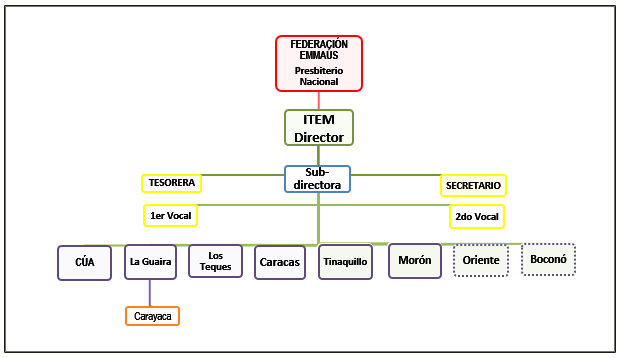 FEDERACIÓN
EMMAÚS
Presbiterio
Nacional
ITEM
Director
Sub-
directora
TESORERA
SECRETARIO
1er Vocal
2do Vocal
CÚA
La Guaira
Los
Teques
Caracas
Tinaquillo
Morón
Oriente
Boconó
Carayaca